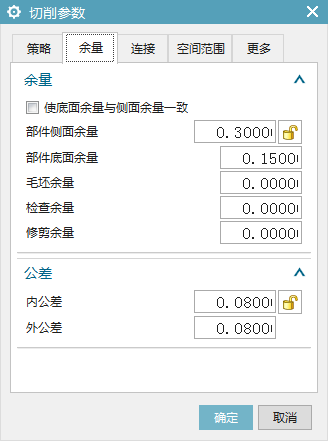 切削参数
策略 余量 连接 空间范围 更多
余量
使底面余量与侧面余量一致
部件侧面余量 0.3000
部件底面余量 0.1500
毛坯余量 0.0000
检查余量 0.0000
修剪余量 0.0000
公差
内公差 0.0800
外公差 0.0800
确定 取消